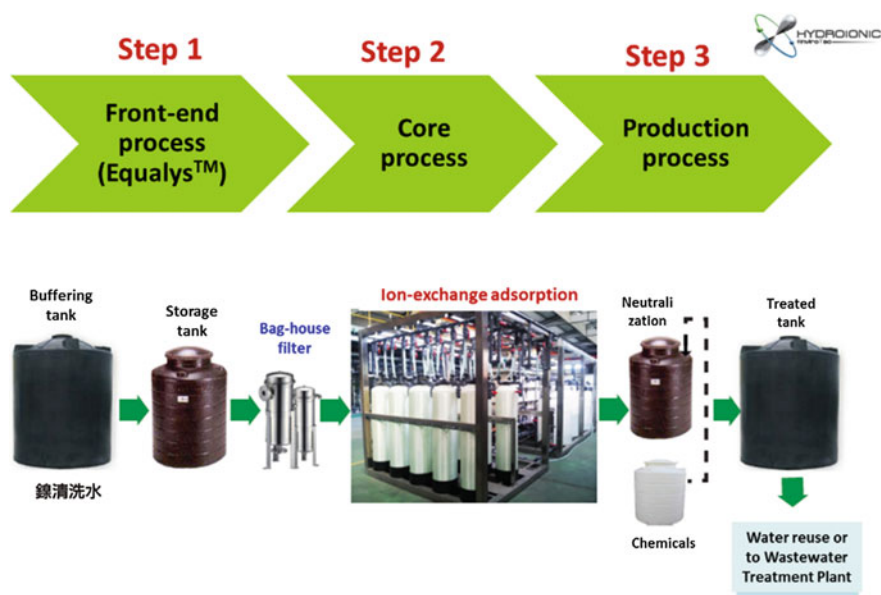 Step 1
Step 2
Step 3
HYDROIONIC
Front-end
process
(Equalys™)
Core
process
Production
process
Buffering
tank
Storage
tank
Bag-house
filter
Ion-exchange adsorption
Neutrali
zation
Treated
tank
鎳清洗水
Chemicals
Water reuse or
to Wastewater
Treatment Plant